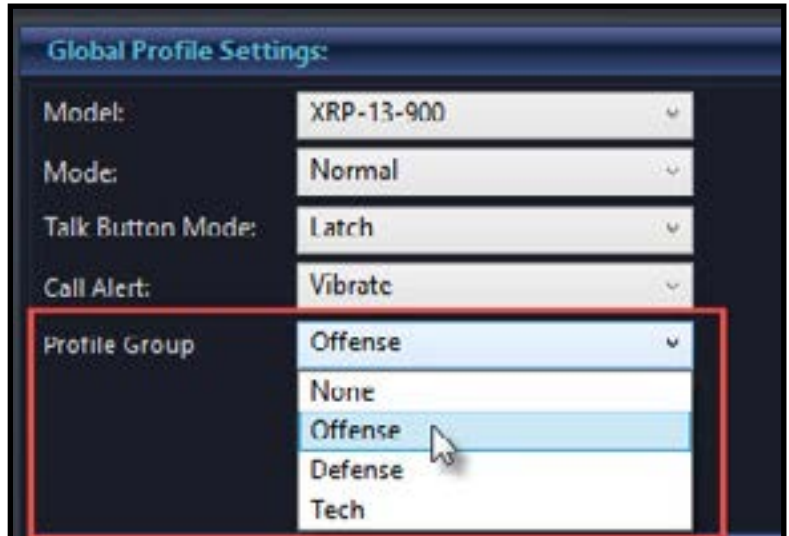 Global Profile Settings:
Model: XRP-13-900
Mode: Normal
Talk Button Mode: Latch
Call Alert: Vibrate
Profile Group Offense
None
Offense
Defense
Tech